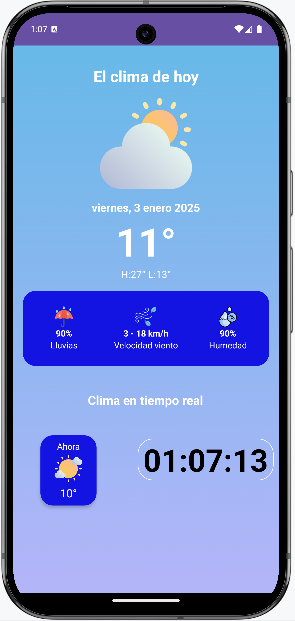 1:07
El clima de hoy
viernes, 3 enero 2025
11°
H:27° L:13°
90%
Lluvias
3 - 18 km/h
Velocidad viento
90%
Humedad
Clima en tiempo real
Ahora
10°
01:07:13